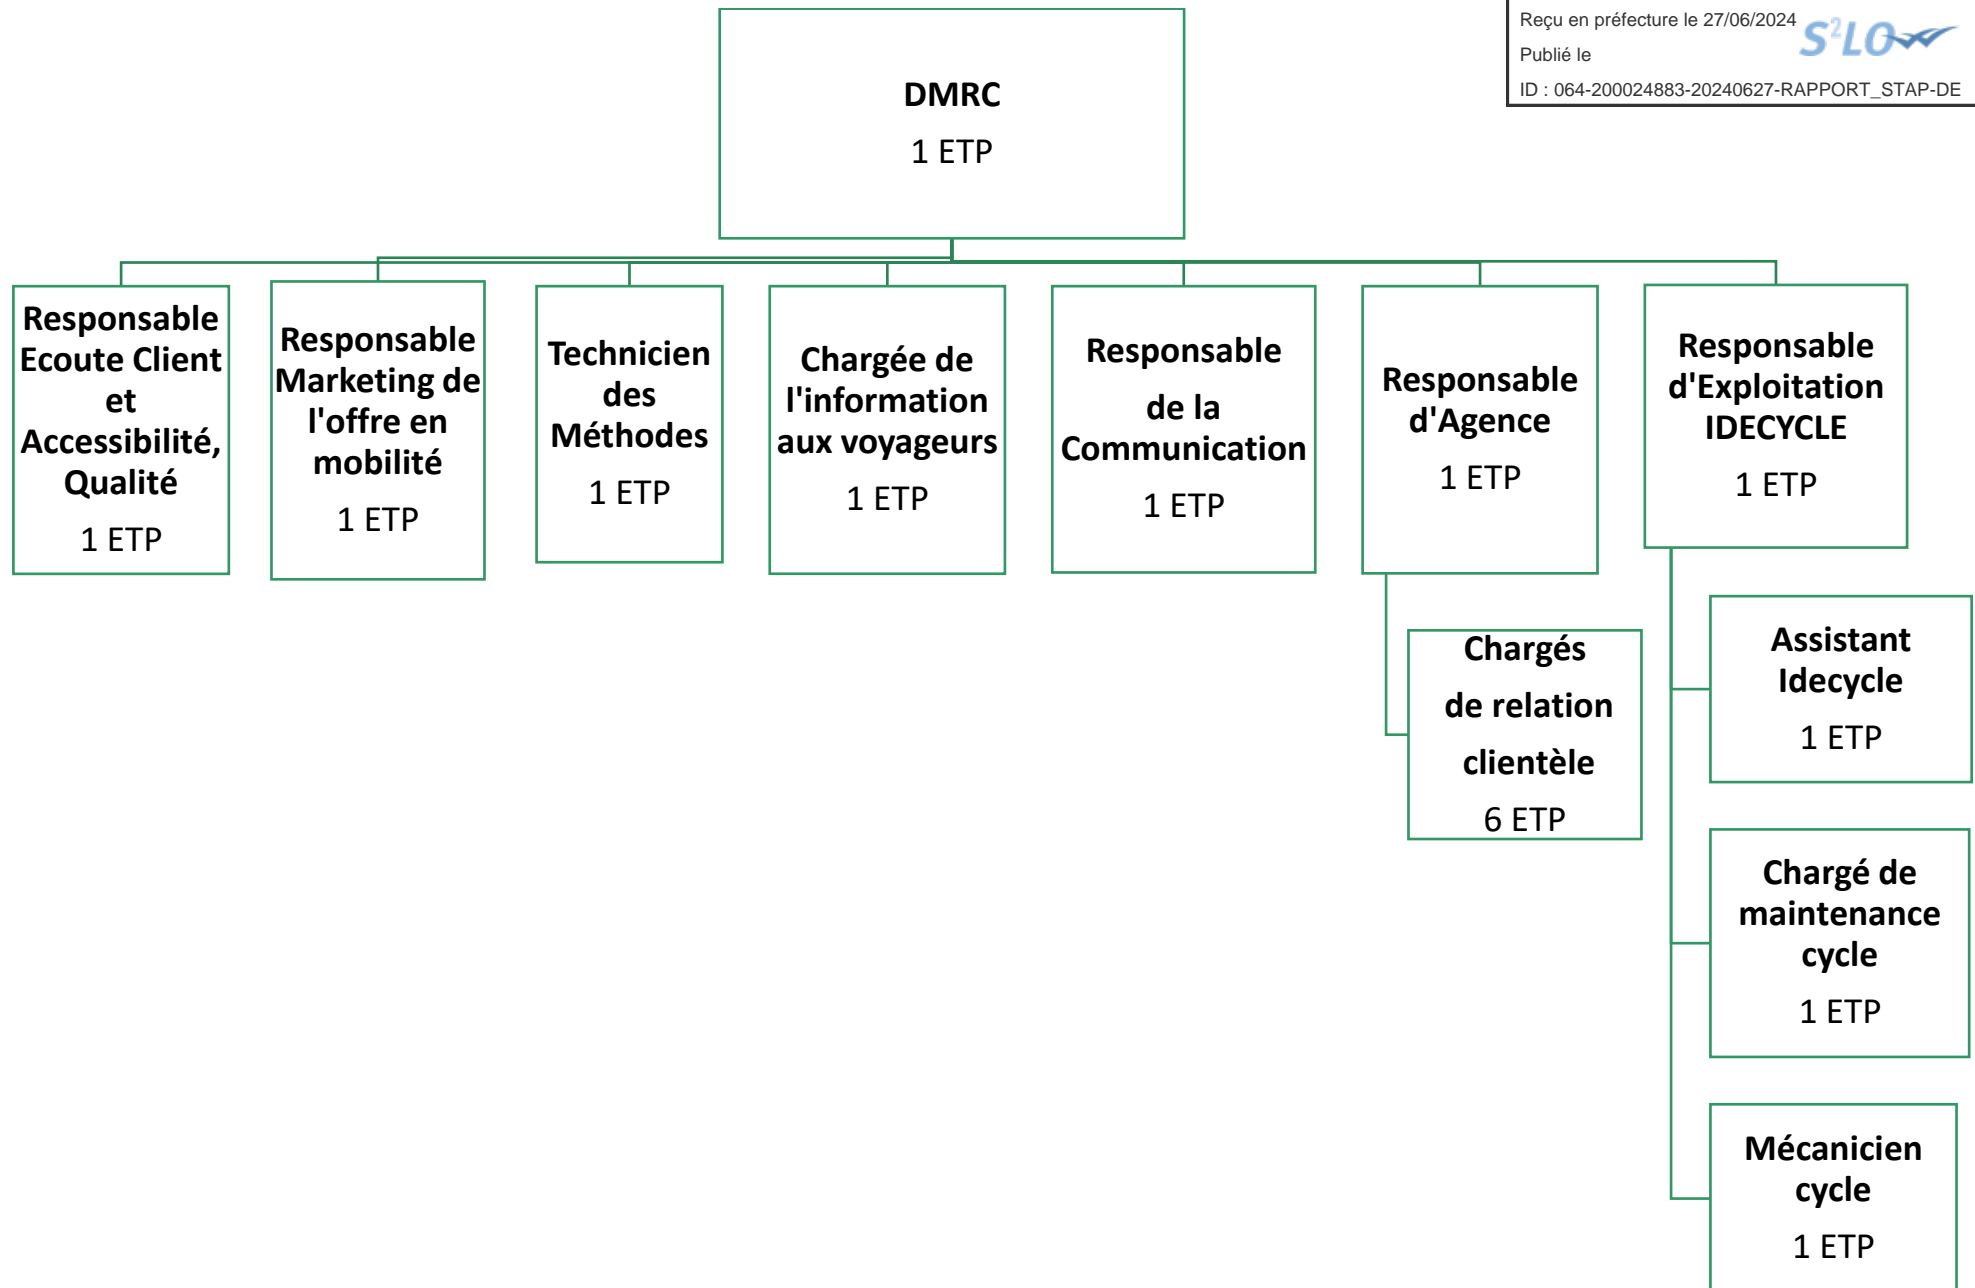 Reçu en préfecture le 27/06/2024
S²LO
Publié le
ID : 064-200024883-20240627-RAPPORT_STAP-DE
DMRC
1 ETP
Responsable
Ecoute Client
et
Accessibilité,
Qualité
1 ETP
Responsable
Marketing de
l'offre en
mobilité
1 ETP
Technicien
des
Méthodes
1 ETP
Chargée de
l'information
aux voyageurs
1 ETP
Responsable
de la
Communication
1 ETP
Responsable
d'Agence
1 ETP
Responsable
d'Exploitation
IDECYCLE
1 ETP
Chargés
de relation
clientèle
6 ETP
Assistant
Idecycle
1 ETP
Chargé de
maintenance
cycle
1 ETP
Mécanicien
cycle
1 ETP